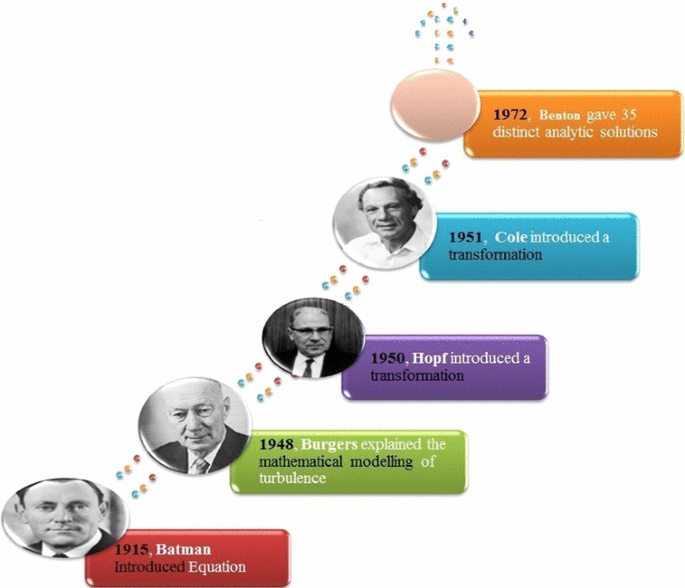 1972, Benton gave 35
distinct analytic solutions
1951, Cole introduced a
transformation
1950, Hopf introduced a
transformation
1948, Burgers explained the
mathematical modelling of
turbulence
1915, Batman
Introduced Equation